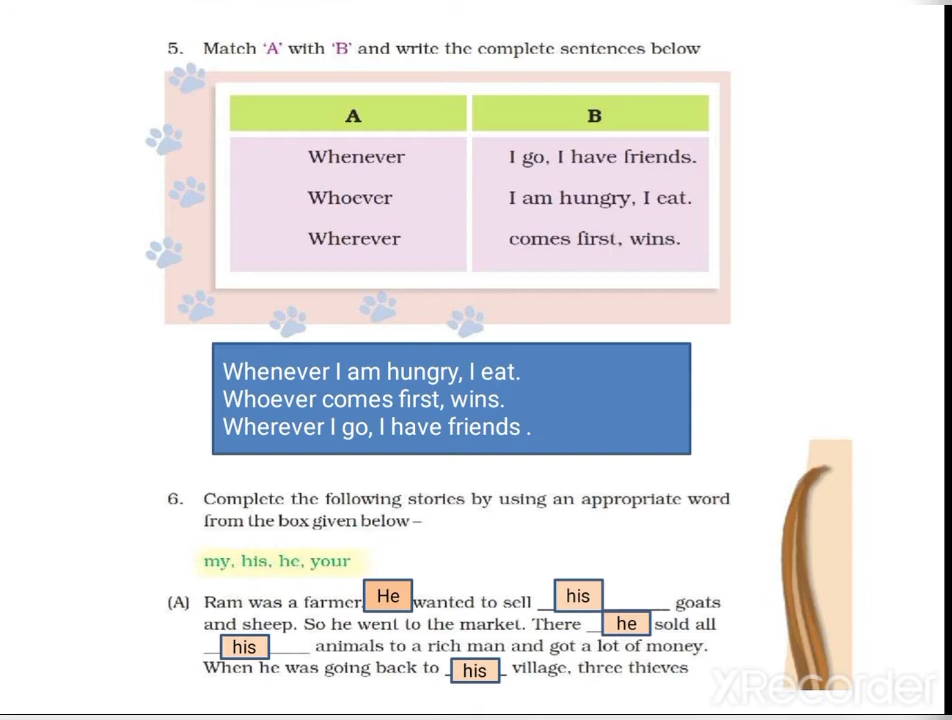 5. Match 'A' with 'B' and write the complete sentences below
A B
Whenever I go, I have friends.
Whoever I am hungry, I eat.
Wherever comes first, wins.
Whenever I am hungry, I eat.
Whoever comes first, wins.
Wherever I go, I have friends .
6. Complete the following stories by using an appropriate word
from the box given below –
my, his, he, your
(A) Ram was a farmer. He wanted to sell his goats
and sheep. So he went to the market. There he sold all
his animals to a rich man and got a lot of money.
When he was going back to his village, three thieves
XRecorder